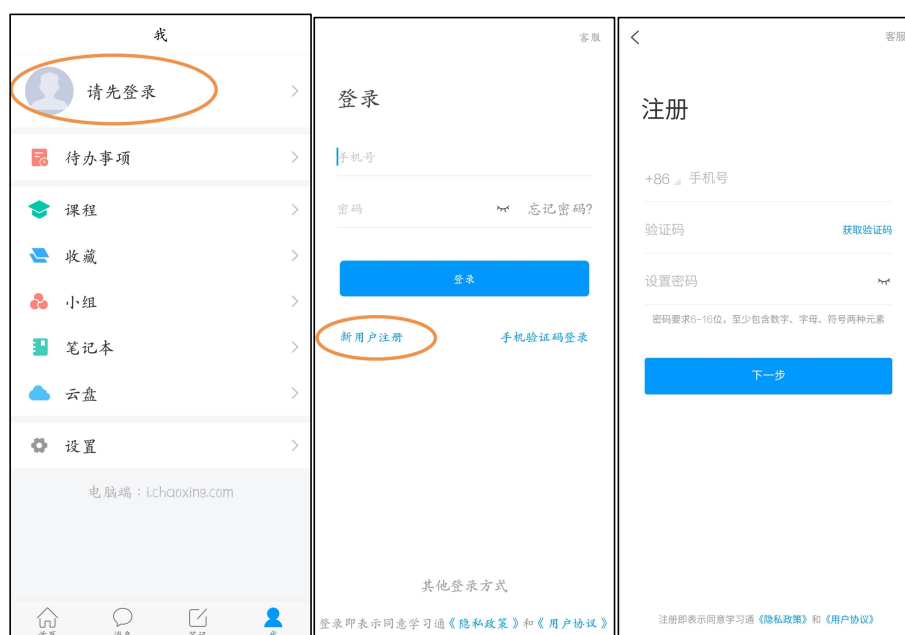 我
请先登录
待办事项
课程
收藏
小组
笔记本
云盘
设置
电脑端：i.chaoxing.com
首页
消息
笔记
我
客服
登录
手机号
密码
忘记密码?
登录
新用户注册
手机验证码登录
其他登录方式
登录即表示同意学习通《隐私政策》和《用户协议》
客服
注册
+86 手机号
验证码
获取验证码
设置密码
密码要求6-16位，至少包含数字、字母、符号两种元素
下一步
注册即表示同意学习通《隐私政策》和《用户协议》